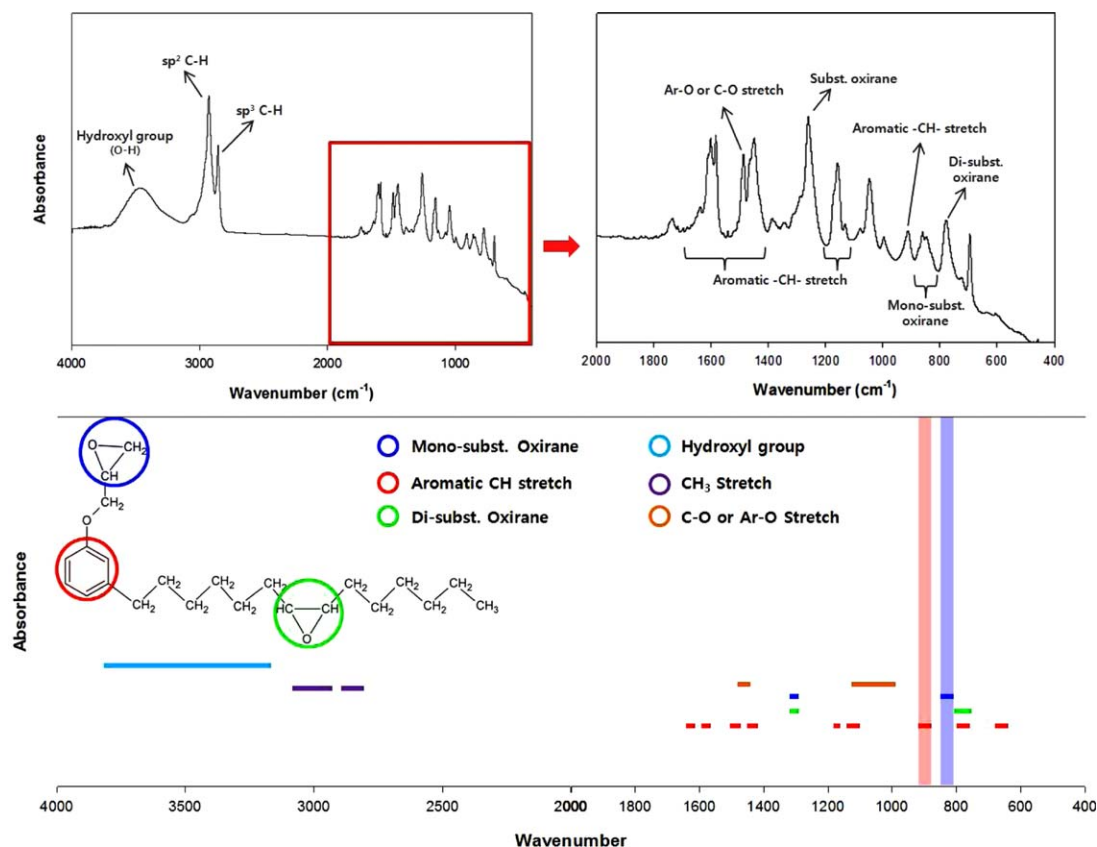 sp² C-H
sp³ C-H
Hydroxyl group
(O-H)
Absorbance
4000 3000 2000 1000
Wavenumber (cm⁻¹)
Subst. oxirane
Ar-O or C-O stretch
Aromatic -CH- stretch
Di-subst.
oxirane
Aromatic -CH- stretch
Mono-subst.
oxirane
2000 1800 1600 1400 1200 1000 800 600 400
Wavenumber (cm⁻¹)
Mono-subst. Oxirane
Hydroxyl group
Aromatic CH stretch
CH₃ Stretch
Di-subst. Oxirane
C-O or Ar-O Stretch
O
CH₂
CH
CH₂
O
CH₂ CH₂ CH₂ HC CH CH₂ CH₂ CH₂
CH₂ CH₂ CH₂ CH₂ CH₂ CH₃
O
Absorbance
4000 3500 3000 2500 2000 1800 1600 1400 1200 1000 800 600 400
Wavenumber